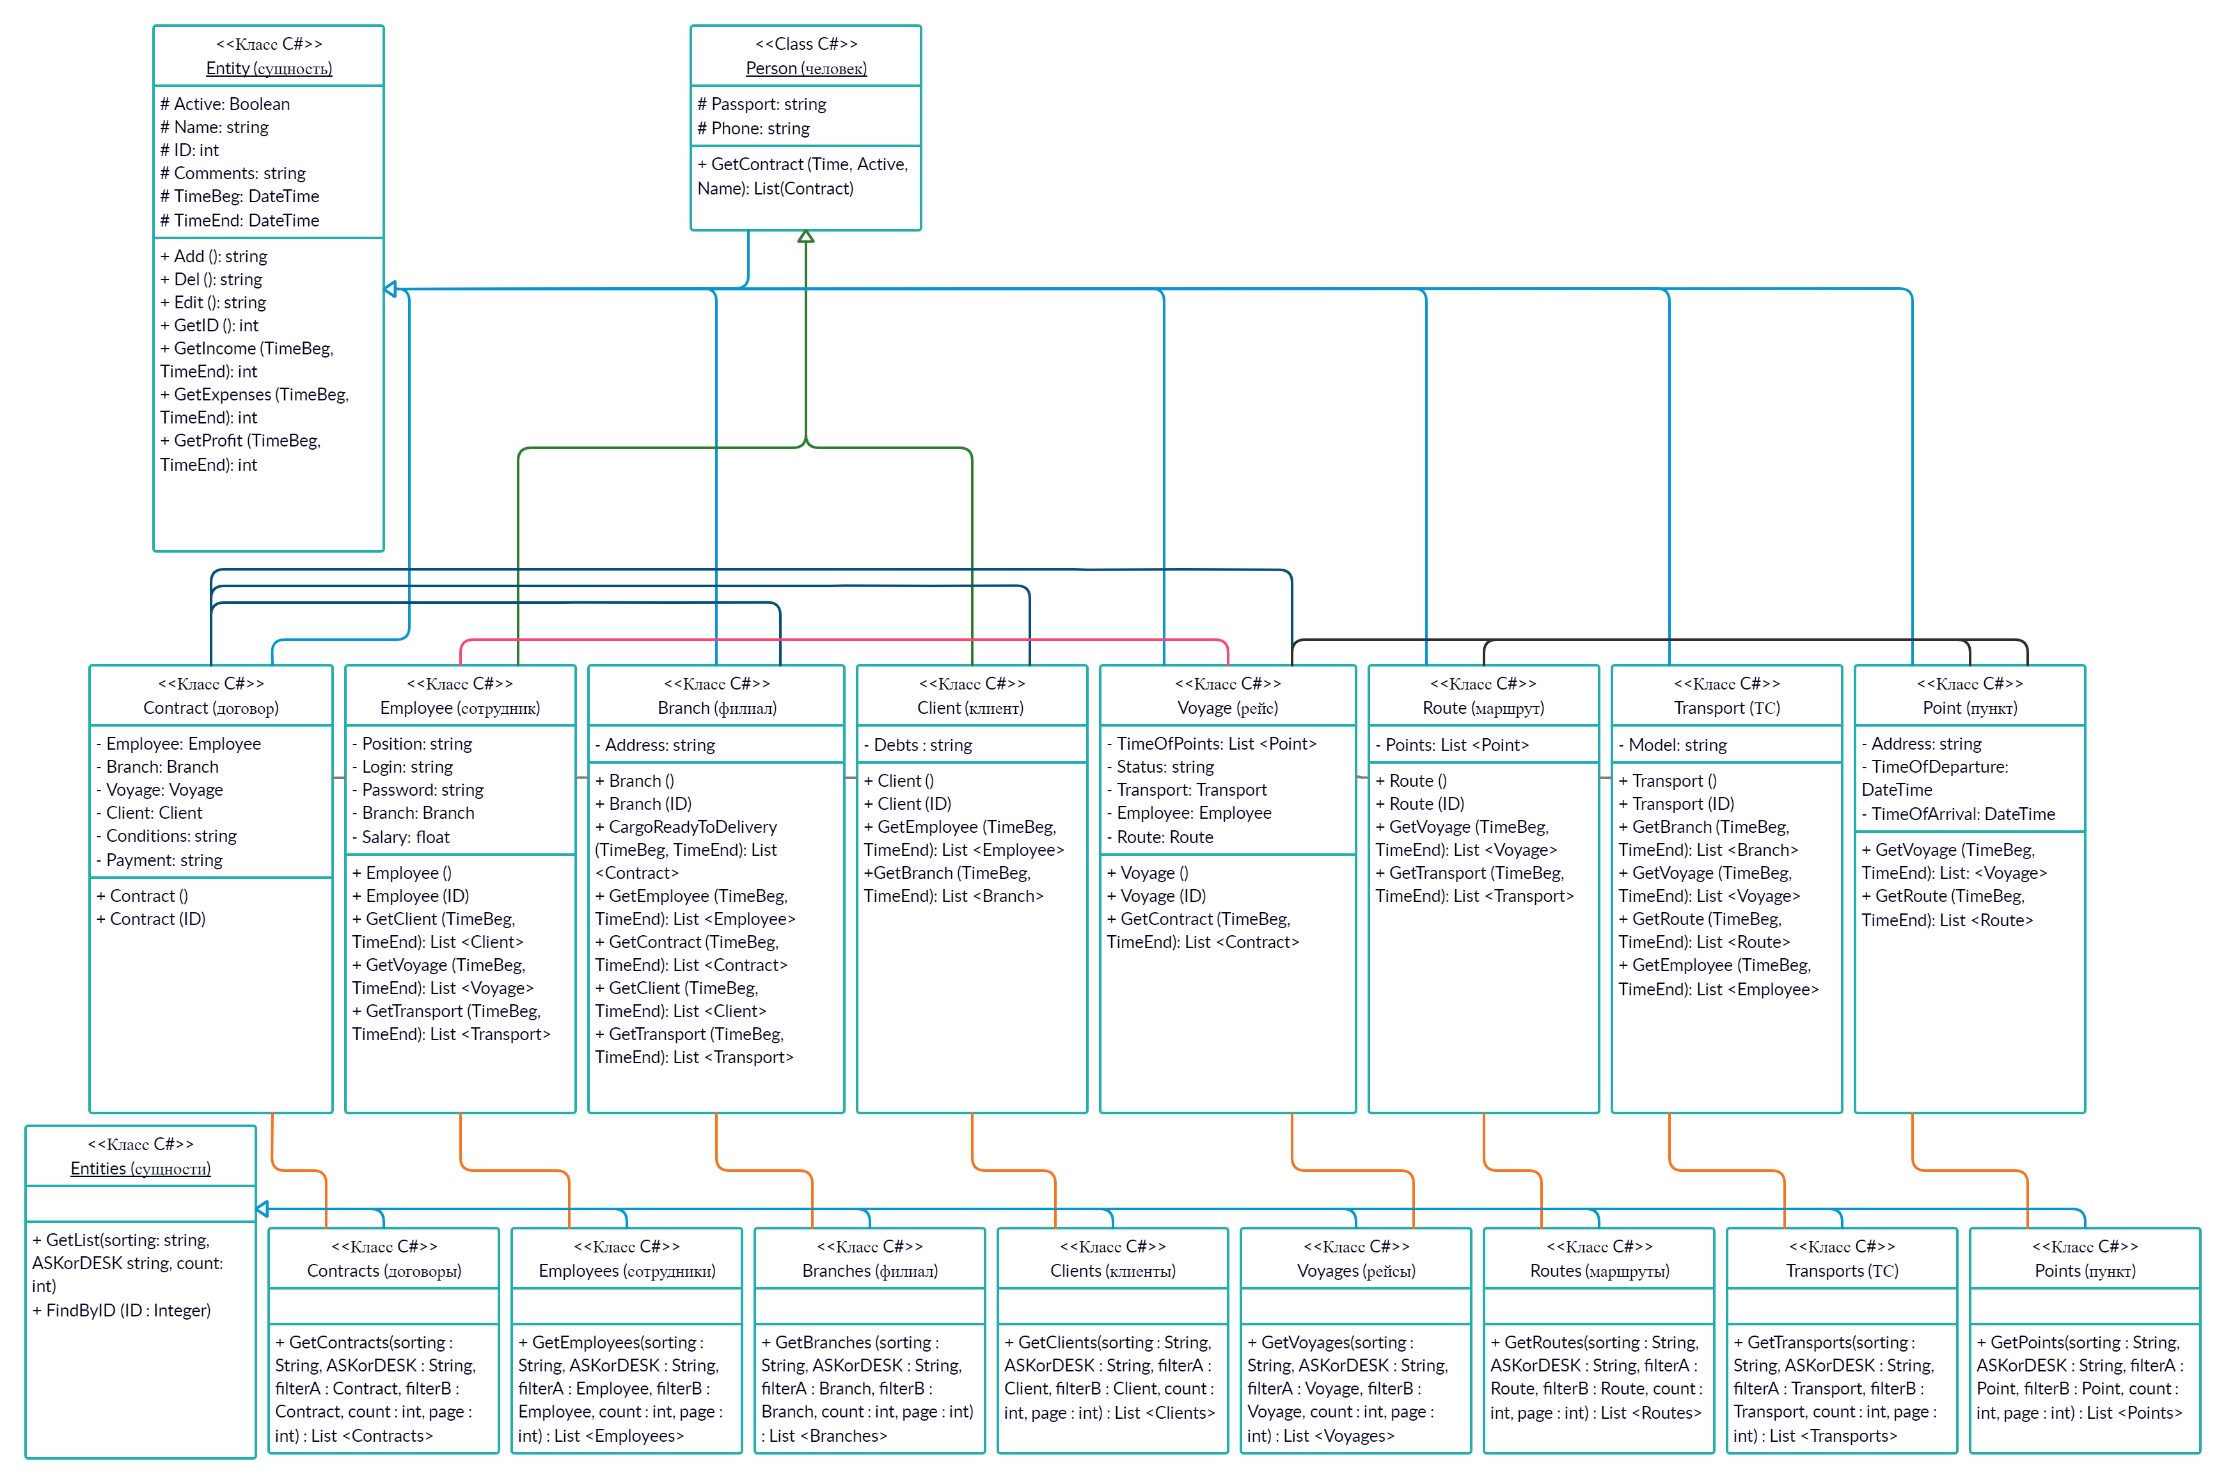 <<Класс C#>>
Entity (сущность)
# Active: Boolean
# Name: string
# ID: int
# Comments: string
# TimeBeg: DateTime
# TimeEnd: DateTime
+ Add (): string
+ Del (): string
+ Edit (): string
+ GetID (): int
+ GetIncome (TimeBeg,
TimeEnd): int
+ GetExpenses (TimeBeg,
TimeEnd): int
+ GetProfit (TimeBeg,
TimeEnd): int
<<Class C#>>
Person (человек)
# Passport: string
# Phone: string
+ GetContract (Time, Active,
Name): List(Contract)
<<Класс C#>>
Contract (договор)
- Employee: Employee
- Branch: Branch
- Voyage: Voyage
- Client: Client
- Conditions: string
- Payment: string
+ Contract ()
+ Contract (ID)
<<Класс C#>>
Employee (сотрудник)
- Position: string
- Login: string
- Password: string
- Branch: Branch
- Salary: float
+ Employee ()
+ Employee (ID)
+ GetClient (TimeBeg,
TimeEnd): List <Client>
+ GetVoyage (TimeBeg,
TimeEnd): List <Voyage>
+ GetTransport (TimeBeg,
TimeEnd): List <Transport>
<<Класс C#>>
Branch (филиал)
- Address: string
+ Branch ()
+ Branch (ID)
+ CargoReadyToDelivery
(TimeBeg, TimeEnd): List
<Contract>
+ GetEmployee (TimeBeg,
TimeEnd): List <Employee>
+ GetContract (TimeBeg,
TimeEnd): List <Contract>
+ GetClient (TimeBeg,
TimeEnd): List <Client>
+ GetTransport (TimeBeg,
TimeEnd): List <Transport>
<<Класс C#>>
Client (клиент)
- Debts : string
+ Client ()
+ Client (ID)
+ GetEmployee (TimeBeg,
TimeEnd): List <Employee>
+GetBranch (TimeBeg,
TimeEnd): List <Branch>
<<Класс C#>>
Voyage (рейс)
- TimeOfPoints: List <Point>
- Status: string
- Transport: Transport
- Employee: Employee
- Route: Route
+ Voyage ()
+ Voyage (ID)
+ GetContract (TimeBeg,
TimeEnd): List <Contract>
<<Класс C#>>
Route (маршрут)
- Points: List <Point>
+ Route ()
+ Route (ID)
+ GetVoyage (TimeBeg,
TimeEnd): List <Voyage>
+ GetTransport (TimeBeg,
TimeEnd): List <Transport>
<<Класс C#>>
Transport (ТС)
- Model: string
+ Transport ()
+ Transport (ID)
+ GetBranch (TimeBeg,
TimeEnd): List <Branch>
+ GetVoyage (TimeBeg,
TimeEnd): List <Voyage>
+ GetRoute (TimeBeg,
TimeEnd): List <Route>
+ GetEmployee (TimeBeg,
TimeEnd): List <Employee>
<<Класс C#>>
Point (пункт)
- Address: string
- TimeOfDeparture:
DateTime
- TimeOfArrival: DateTime
+ GetVoyage (TimeBeg,
TimeEnd): List: <Voyage>
+ GetRoute (TimeBeg,
TimeEnd): List <Route>
<<Класс C#>>
Entities (сущности)
+ GetList(sorting: string,
ASKorDESK string, count:
int)
+ FindByID (ID : Integer)
<<Класс C#>>
Contracts (договоры)
+ GetContracts(sorting :
String, ASKorDESK : String,
filterA : Contract, filterB :
Contract, count : int, page :
int) : List <Contracts>
<<Класс C#>>
Employees (сотрудники)
+ GetEmployees(sorting :
String, ASKorDESK : String,
filterA : Employee, filterB :
Employee, count : int, page :
int) : List <Employees>
<<Класс C#>>
Branches (филиал)
+ GetBranches (sorting :
String, ASKorDESK : String,
filterA : Branch, filterB :
Branch, count : int, page : int)
: List <Branches>
<<Класс C#>>
Clients (клиенты)
+ GetClients(sorting : String,
ASKorDESK : String, filterA :
Client, filterB : Client, count :
int, page : int) : List <Clients>
<<Класс C#>>
Voyages (рейсы)
+ GetVoyages(sorting :
String, ASKorDESK : String,
filterA : Voyage, filterB :
Voyage, count : int, page :
int) : List <Voyages>
<<Класс C#>>
Routes (маршруты)
+ GetRoutes(sorting : String,
ASKorDESK : String, filterA :
Route, filterB : Route, count :
int, page : int) : List <Routes>
<<Класс C#>>
Transports (ТС)
+ GetTransports(sorting :
String, ASKorDESK : String,
filterA : Transport, filterB :
Transport, count : int, page :
int) : List <Transports>
<<Класс C#>>
Points (пункт)
+ GetPoints(sorting : String,
ASKorDESK : String, filterA :
Point, filterB : Point, count :
int, page : int) : List <Points>